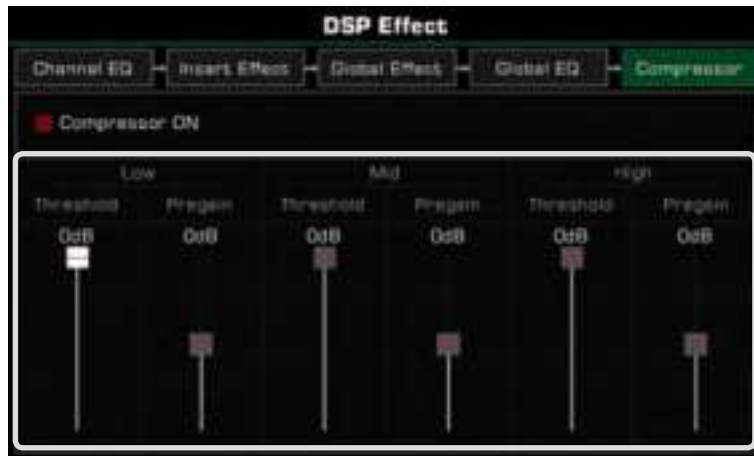 DSP Effect
Channel EQ Insert Effect Global Effect Global EQ Compressor
Compressor ON
Low Mid High
Threshold Pregain Threshold Pregain Threshold Pregain
0dB 0dB 0dB 0dB 0dB 0dB